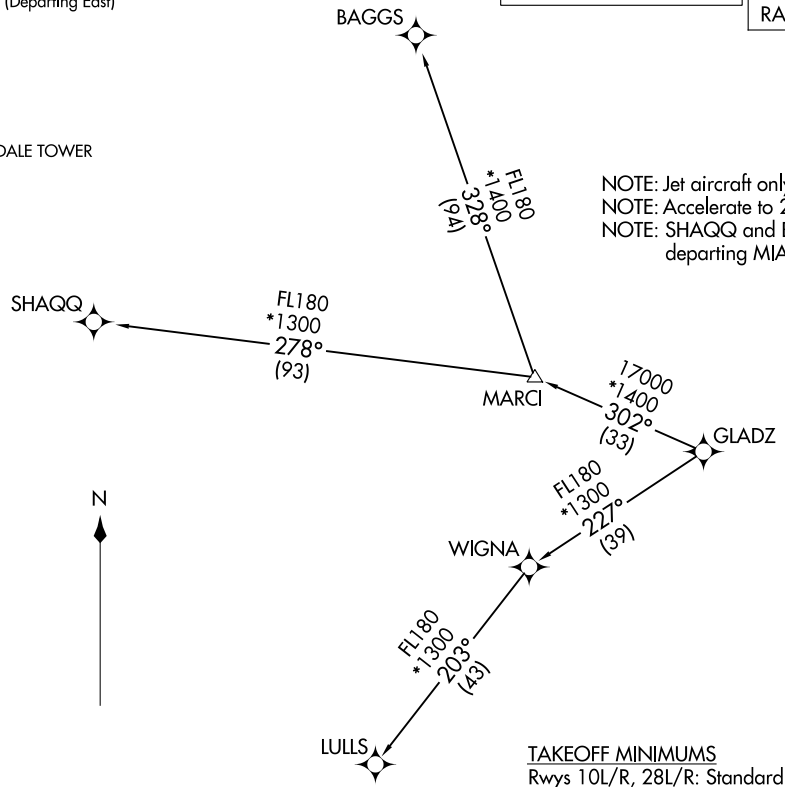 (Departing East)
BAGGS
RA
DALE TOWER
FL180
*1400
328°
(94)
NOTE: Jet aircraft only
NOTE: Accelerate to 2
NOTE: SHAQQ and B
departing MIA
SHAQQ
FL180
*1300
278°
(93)
MARCI
17000
*1400
302°
(33)
GLADZ
FL180
*1300
227°
(39)
N
WIGNA
FL180
*1300
203°
(43)
LULLS
TAKEOFF MINIMUMS
Rwys 10L/R, 28L/R: Standard